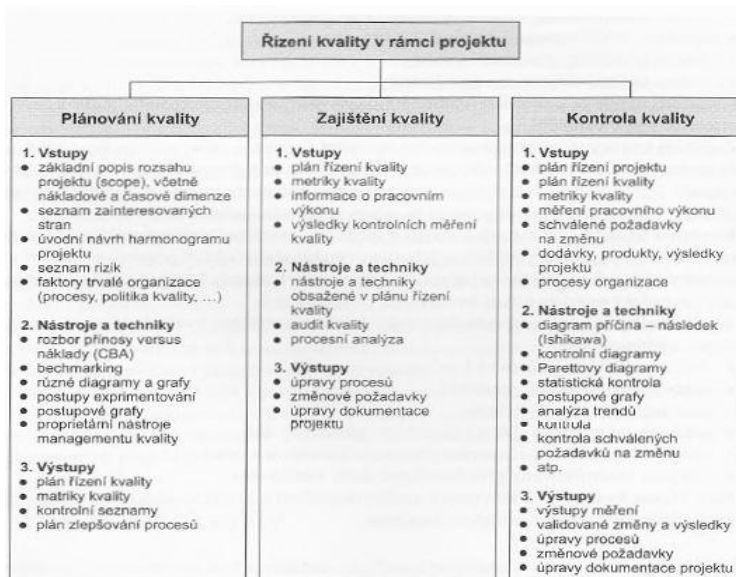 Řízení kvality v rámci projektu
Plánování kvality
1. Vstupy
● základní popis rozsahu
projektu (scope), včetně
nákladové a časové dimenze
● seznam zainteresovaných
stran
● úvodní návrh harmonogramu
projektu
● seznam rizik
● faktory trvalé organizace
(procesy, politika kvality, ...)
2. Nástroje a techniky
● rozbor přínosy versus
náklady (CBA)
● bechmarking
● různé diagramy a grafy
● postupy exprimentování
● postupové grafy
● proprietární nástroje
managementu kvality
3. Výstupy
● plán řízení kvality
● matriky kvality
● kontrolní seznamy
● plán zlepšování procesů
Zajištění kvality
1. Vstupy
● plán řízení kvality
● metriky kvality
● informace o pracovním
výkonu
● výsledky kontrolních měření
kvality
2. Nástroje a techniky
● nástroje a techniky
obsažené v plánu řízení
kvality
● audit kvality
● procesní analýza
3. Výstupy
● úpravy procesů
● změnové požadavky
● úpravy dokumentace
projektu
Kontrola kvality
1. Vstupy
● plán řízení projektu
● plán řízení kvality
● metriky kvality
● měření pracovního výkonu
● schválené požadavky
na změnu
● dodávky, produkty, výsledky
projektu
● procesy organizace
2. Nástroje a techniky
● diagram příčina – následek
(Ishikawa)
● kontrolní diagramy
● Parettovy diagramy
● statistická kontrola
● postupové grafy
● analýza trendů
● kontrola
● kontrola schválených
požadavků na změnu
● atp.
3. Výstupy
● výstupy měření
● validované změny a výsledky
● úpravy procesů
● změnové požadavky
● úpravy dokumentace projektu